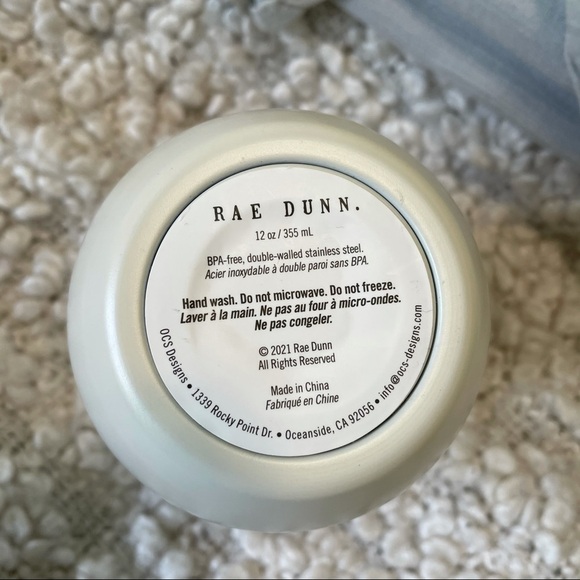 RAE DUNN.
12 oz / 355 mL
BPA-free, double-walled stainless steel.
Acier inoxydable à double paroi sans BPA.
Hand wash. Do not microwave. Do not freeze.
Laver à la main. Ne pas au four à micro-ondes.
Ne pas congeler.
© 2021 Rae Dunn
All Rights Reserved
Made in China
Fabriqué en Chine
OCS Designs • 1339 Rocky Point Dr. • Oceanside, CA 92056 • info@ocs-designs.com